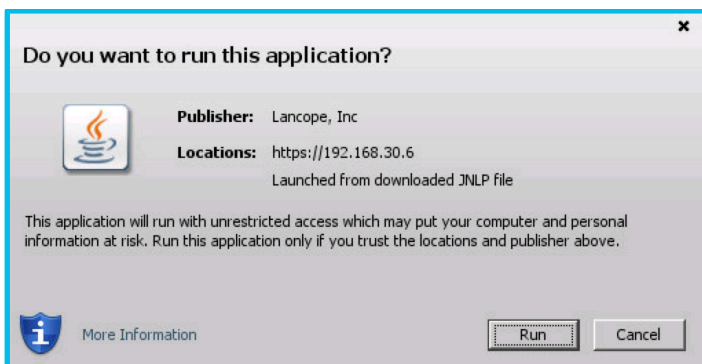 Do you want to run this application?
Publisher: Lancope, Inc
Locations: https://192.168.30.6
Launched from downloaded JNLP file
This application will run with unrestricted access which may put your computer and personal
information at risk. Run this application only if you trust the locations and publisher above.
More Information
Run
Cancel